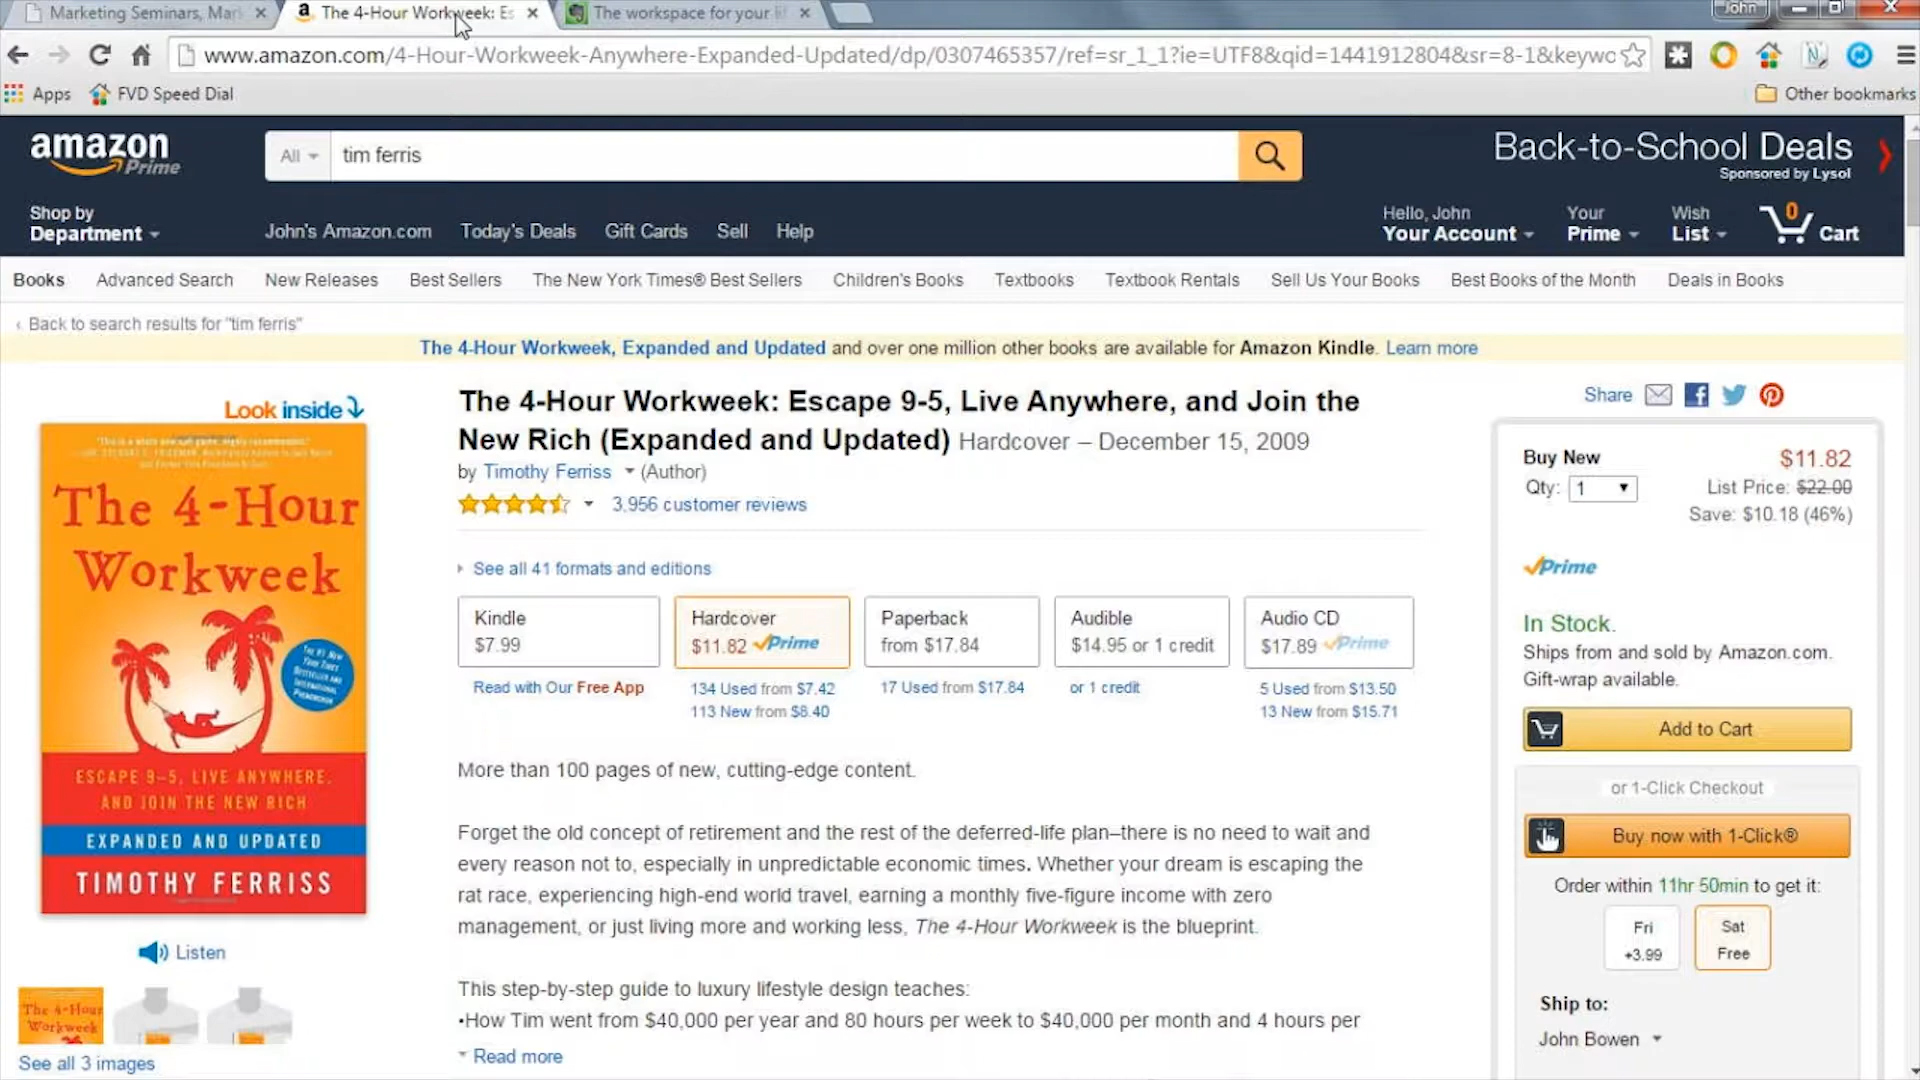 Marketing Seminars, Mar
The 4-Hour Workweek: Es
The workspace for your lif
John
www.amazon.com/4-Hour-Workweek-Anywhere-Expanded-Updated/dp/0307465357/ref=sr_1_1?ie=UTF8&qid=1441912804&sr=8-1&keywo
Apps
FVD Speed Dial
Other bookmarks
amazon
Prime
All
tim ferris
Back-to-School Deals
Sponsored by Lysol
Shop by
Department
John's Amazon.com
Today's Deals
Gift Cards
Sell
Help
Hello, John
Your Account
Your
Prime
Wish
List
0
Cart
Books
Advanced Search
New Releases
Best Sellers
The New York Times® Best Sellers
Children's Books
Textbooks
Textbook Rentals
Sell Us Your Books
Best Books of the Month
Deals in Books
‹ Back to search results for "tim ferris"
The 4-Hour Workweek, Expanded and Updated and over one million other books are available for Amazon Kindle. Learn more
Look inside
The 4-Hour
Workweek
THE #1 NEW
YORK TIMES
BESTSELLER AND
INTERNATIONAL
PHENOMENON
ESCAPE 9-5, LIVE ANYWHERE,
AND JOIN THE NEW RICH
EXPANDED AND UPDATED
TIMOTHY FERRISS
Listen
The 4-Hour
Workweek
See all 3 images
The 4-Hour Workweek: Escape 9-5, Live Anywhere, and Join the
New Rich (Expanded and Updated) Hardcover – December 15, 2009
by Timothy Ferriss (Author)
3,956 customer reviews
See all 41 formats and editions
Kindle
$7.99
Read with Our Free App
Hardcover
$11.82 Prime
134 Used from $7.42
113 New from $8.40
Paperback
from $17.84
17 Used from $17.84
Audible
$14.95 or 1 credit
or 1 credit
Audio CD
$17.89 Prime
5 Used from $13.50
13 New from $15.71
More than 100 pages of new, cutting-edge content.
Forget the old concept of retirement and the rest of the deferred-life plan–there is no need to wait and
every reason not to, especially in unpredictable economic times. Whether your dream is escaping the
rat race, experiencing high-end world travel, earning a monthly five-figure income with zero
management, or just living more and working less, The 4-Hour Workweek is the blueprint.
This step-by-step guide to luxury lifestyle design teaches:
•How Tim went from $40,000 per year and 80 hours per week to $40,000 per month and 4 hours per
Read more
Share
Buy New
$11.82
Qty: 1
List Price: $22.00
Save: $10.18 (46%)
Prime
In Stock.
Ships from and sold by Amazon.com.
Gift-wrap available.
Add to Cart
or 1-Click Checkout
Buy now with 1-Click®
Order within 11hr 50min to get it:
Fri
+3.99
Sat
Free
Ship to:
John Bowen